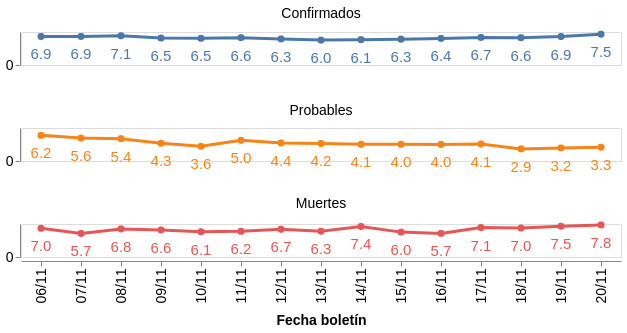 Confirmados
0
6.9 6.9 7.1 6.5 6.5 6.6 6.3 6.0 6.1 6.3 6.4 6.7 6.6 6.9 7.5
Probables
0
6.2 5.6 5.4 4.3 3.6 5.0 4.4 4.2 4.1 4.0 4.0 4.1 2.9 3.2 3.3
Muertes
0
7.0 5.7 6.8 6.6 6.1 6.2 6.7 6.3 7.4 6.0 5.7 7.1 7.0 7.5 7.8
06/11 07/11 08/11 09/11 10/11 11/11 12/11 13/11 14/11 15/11 16/11 17/11 18/11 19/11 20/11
Fecha boletín